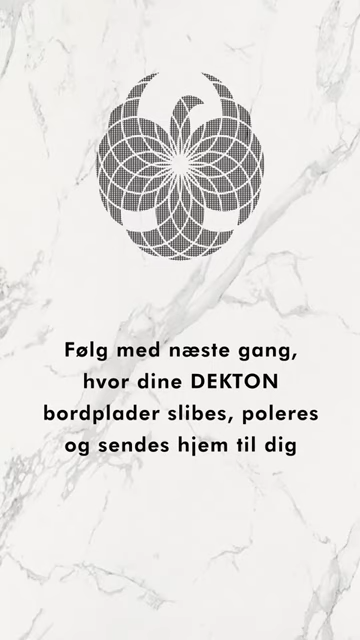 Følg med næste gang,
hvor dine DEKTON
bordplader slibes, poleres
og sendes hjem til dig